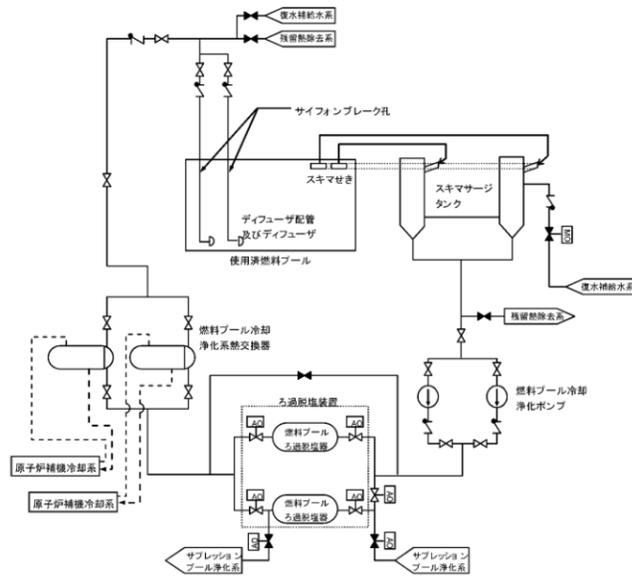 復水補給水系
残留熱除去系
サイフォンブレーク孔
スキマせき
スキマサージ
タンク
ディフューザ配管
及びディフューザ
使用済燃料プール
MO
復水補給水系
残留熱除去系
燃料プール冷却
浄化系熱交換器
燃料プール冷却
浄化ポンプ
ろ過脱塩装置
AO
AO
燃料プール
ろ過脱塩器
原子炉補機冷却系
原子炉補機冷却系
AO
AO
燃料プール
ろ過脱塩器
AO
AO
AO
サプレッション
プール浄化系
サプレッション
プール浄化系